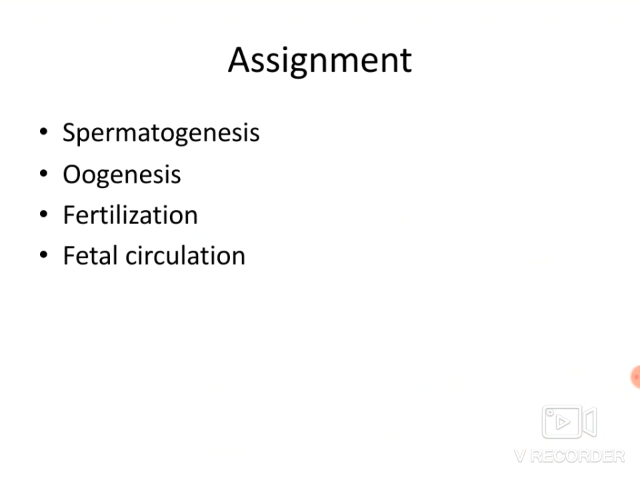 Assignment
• Spermatogenesis
• Oogenesis
• Fertilization
• Fetal circulation
V RECORDER